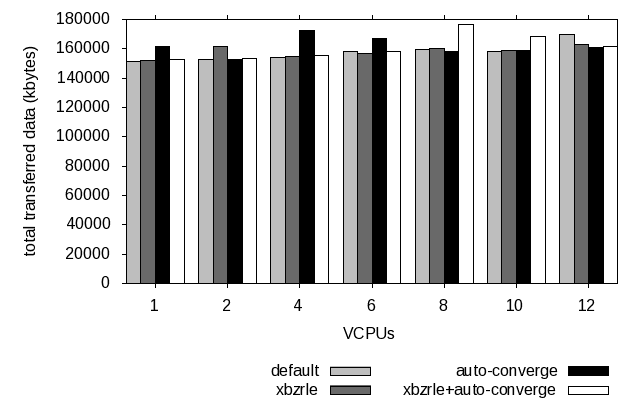 180000
160000
140000
120000
100000
80000
60000
40000
20000
0
total transferred data (kbytes)
1 2 4 6 8 10 12
VCPUs
default auto-converge
xbzrle xbzrle+auto-converge